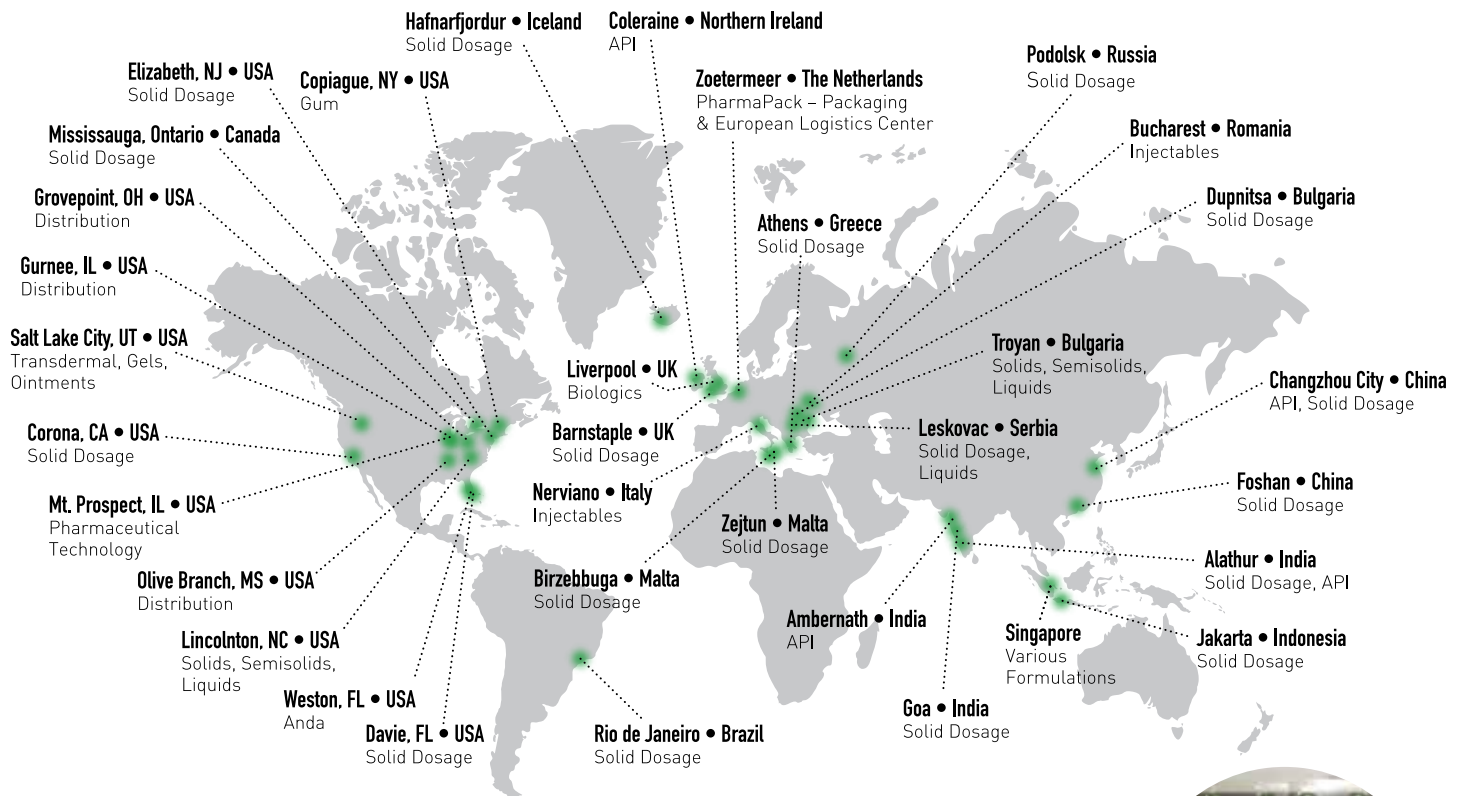 Hafnarfjordur • Iceland
Solid Dosage
Coleraine • Northern Ireland
API
Elizabeth, NJ • USA
Solid Dosage
Copiague, NY • USA
Gum
Zoetermeer • The Netherlands
PharmaPack – Packaging
& European Logistics Center
Podolsk • Russia
Solid Dosage
Mississauga, Ontario • Canada
Solid Dosage
Bucharest • Romania
Injectables
Grovepoint, OH • USA
Distribution
Dupnitsa • Bulgaria
Solid Dosage
Athens • Greece
Solid Dosage
Gurnee, IL • USA
Distribution
Salt Lake City, UT • USA
Transdermal, Gels,
Ointments
Troyan • Bulgaria
Solids, Semisolids,
Liquids
Liverpool • UK
Biologics
Changzhou City • China
API, Solid Dosage
Corona, CA • USA
Solid Dosage
Barnstaple • UK
Solid Dosage
Leskovac • Serbia
Solid Dosage,
Liquids
Mt. Prospect, IL • USA
Pharmaceutical
Technology
Nerviano • Italy
Injectables
Foshan • China
Solid Dosage
Zejtun • Malta
Solid Dosage
Alathur • India
Solid Dosage, API
Olive Branch, MS • USA
Distribution
Birzebbuga • Malta
Solid Dosage
Ambernath • India
API
Singapore
Various
Formulations
Jakarta • Indonesia
Solid Dosage
Lincolnton, NC • USA
Solids, Semisolids,
Liquids
Weston, FL • USA
Anda
Goa • India
Solid Dosage
Davie, FL • USA
Solid Dosage
Rio de Janeiro • Brazil
Solid Dosage